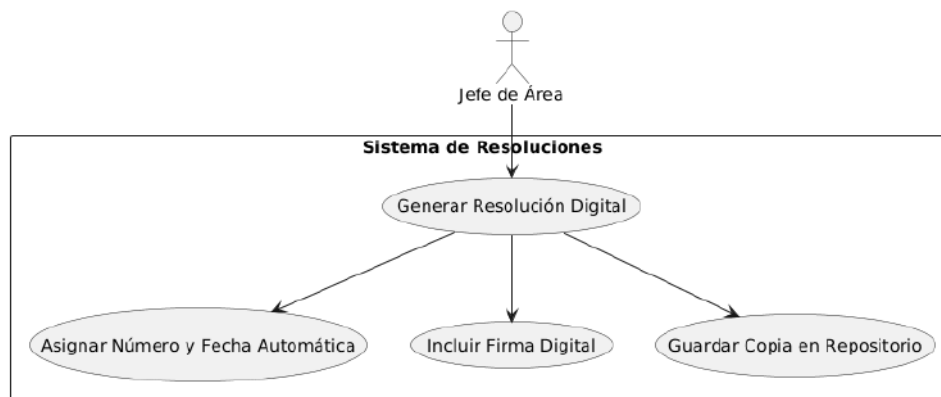 Jefe de Área
Sistema de Resoluciones
Generar Resolución Digital
Asignar Número y Fecha Automática
Incluir Firma Digital
Guardar Copia en Repositorio